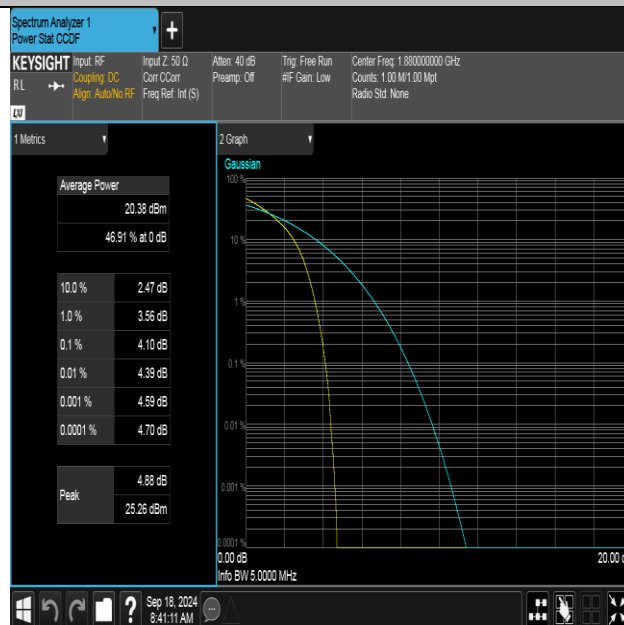 Spectrum Analyzer 1
Power Stat CCDF
+
KEYSIGHT
RL
LXI
Input: RF
Coupling: DC
Align: Auto/No RF
Input Z: 50 Ω
Corr CCorr
Freq Ref: Int (S)
Atten: 40 dB
Preamp: Off
Trig: Free Run
#IF Gain: Low
Center Freq: 1.880000000 GHz
Counts: 1.00 M/1.00 Mpt
Radio Std: None
1 Metrics
Average Power
20.38 dBm
46.91 % at 0 dB
10.0 % 2.47 dB
1.0 % 3.56 dB
0.1 % 4.10 dB
0.01 % 4.39 dB
0.001 % 4.59 dB
0.0001 % 4.70 dB
Peak
4.88 dB
25.26 dBm
2 Graph
Gaussian
100 %
10 %
1 %
0.1 %
0.01 %
0.001 %
0.0001 %
0.00 dB
20.00
Info BW 5.0000 MHz
?
Sep 18, 2024
8:41:11 AM